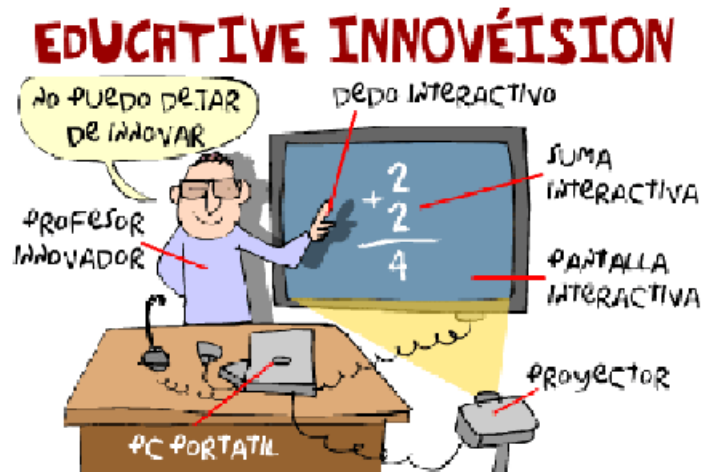 EDUCATIVE INNOVÉISION
NO PUEDO DEJAR
DE INNOVAR
DEDO INTERACTIVO
2
+
2
4
SUMA
INTERACTIVA
PROFESOR
INNOVADOR
PANTALLA
INTERACTIVA
PROYECTOR
PC PORTATIL